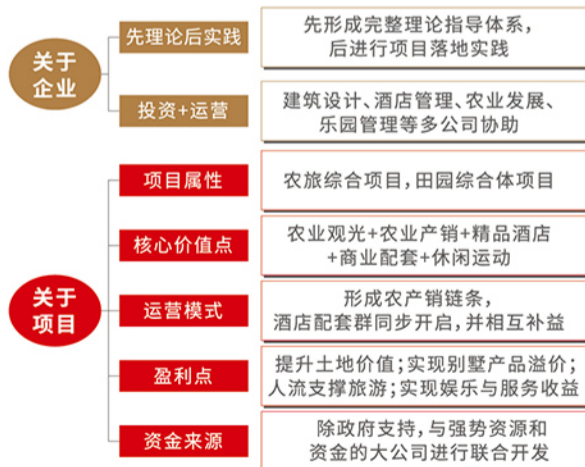 关于
企业
先理论后实践
先形成完整理论指导体系，
后进行项目落地实践
投资+运营
建筑设计、酒店管理、农业发展、
乐园管理等多公司协助
关于
项目
项目属性
农旅综合项目，田园综合体项目
核心价值点
农业观光+农业产销+精品酒店
+商业配套+休闲运动
运营模式
形成农产销链条，
酒店配套群同步开启，并相互补益
盈利点
提升土地价值；实现别墅产品溢价；
人流支撑旅游；实现娱乐与服务收益
资金来源
除政府支持，与强势资源和
资金的大公司进行联合开发